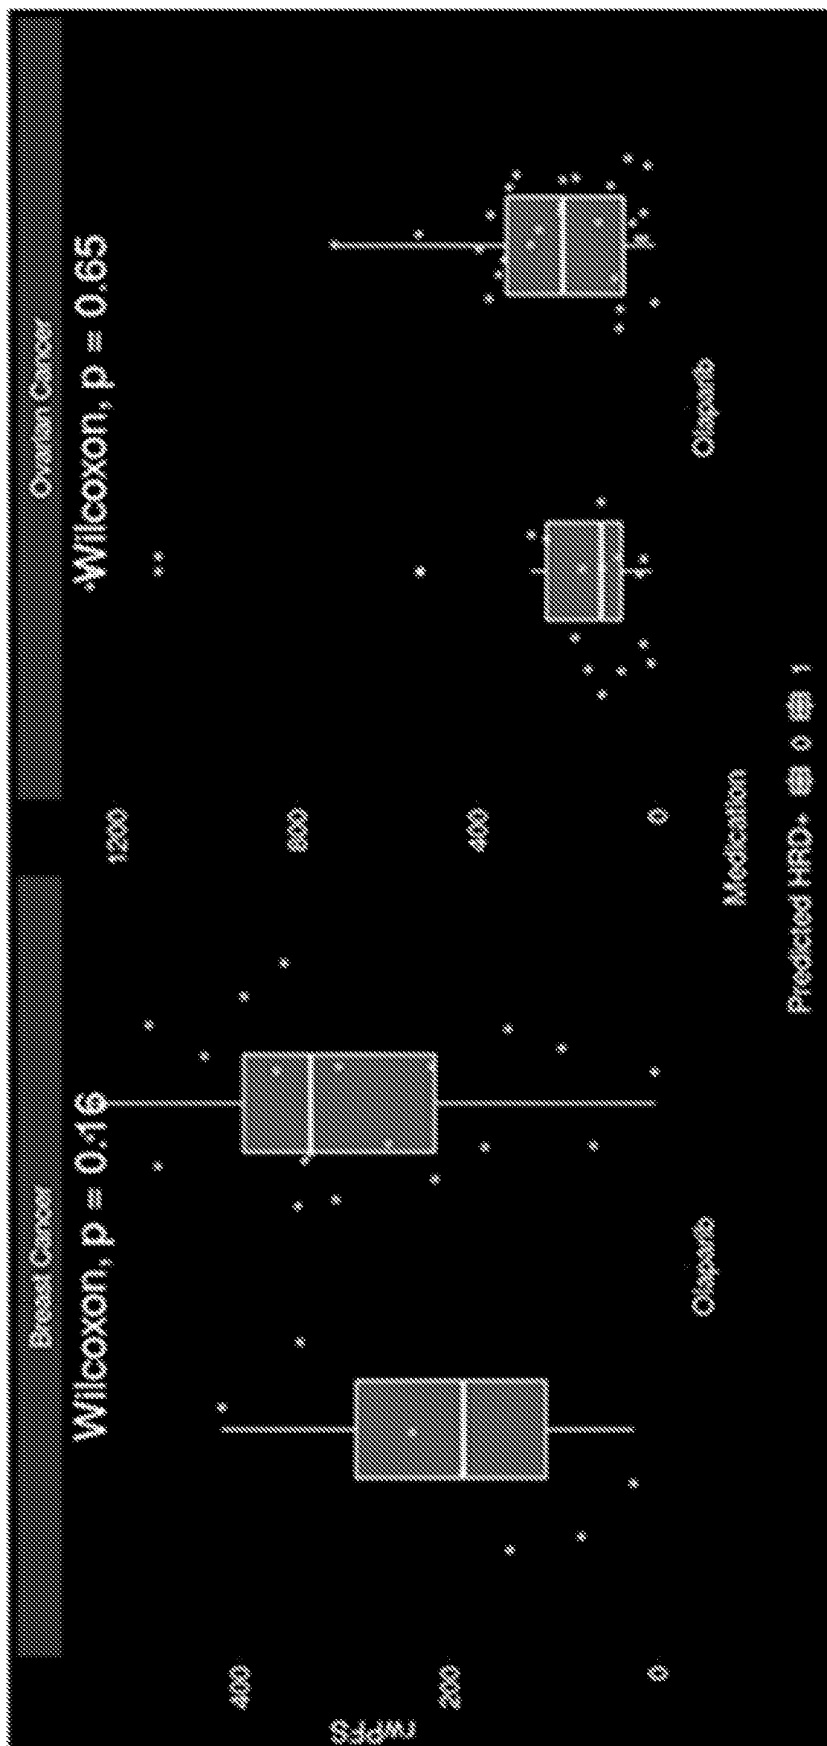 Breast Cancer
Ovarian Cancer
Wilcoxon, p = 0.16
Wilcoxon, p = 0.65
rwPFS
400
200
0
1200
800
400
0
Olaparib
Olaparib
Medication
Predicted HRD+ 0 1